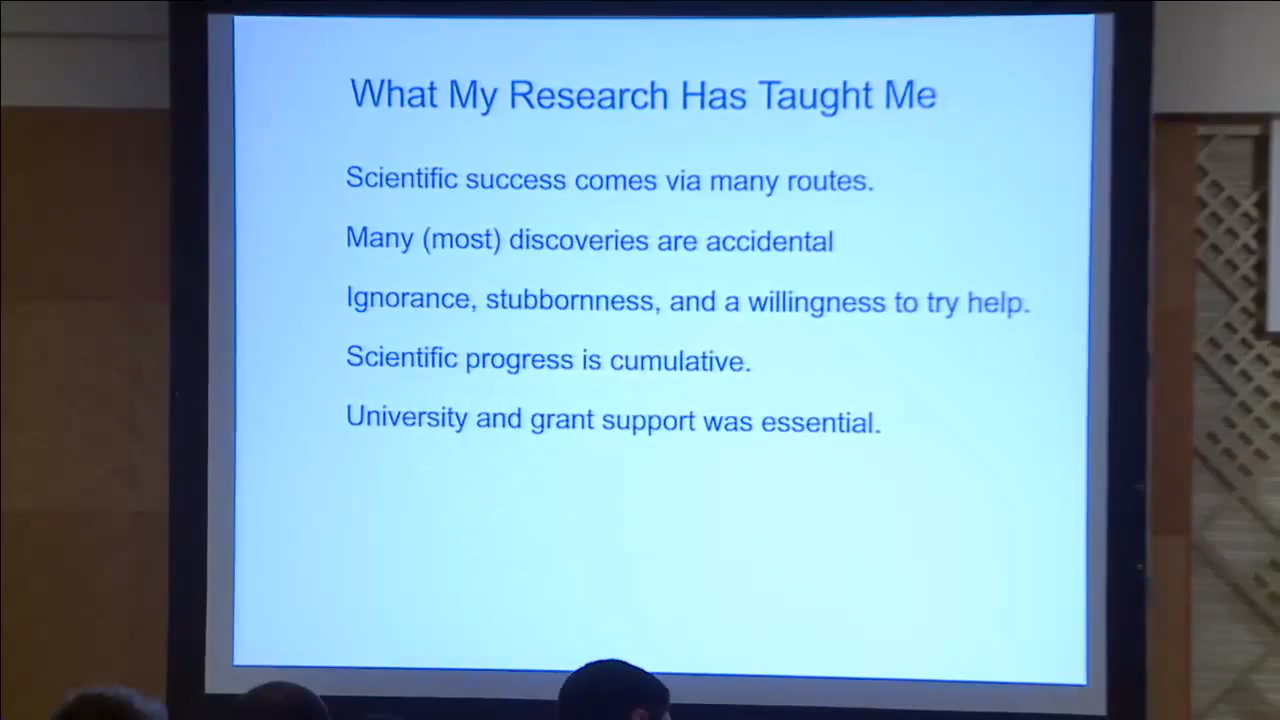 What My Research Has Taught Me
Scientific success comes via many routes.
Many (most) discoveries are accidental
Ignorance, stubbornness, and a willingness to try help.
Scientific progress is cumulative.
University and grant support was essential.